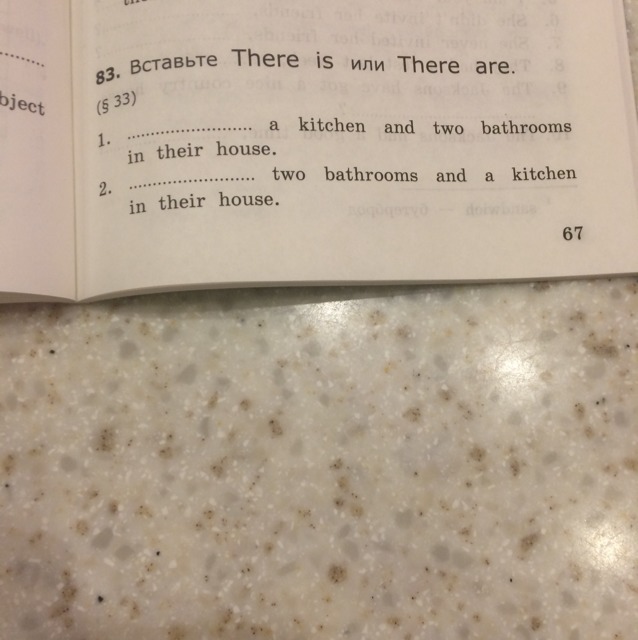 bject
83. Вставьте There is или There are.
(§ 33)
1. .......................... a kitchen and two bathrooms
in their house.
2. .......................... two bathrooms and a kitchen
in their house.
67